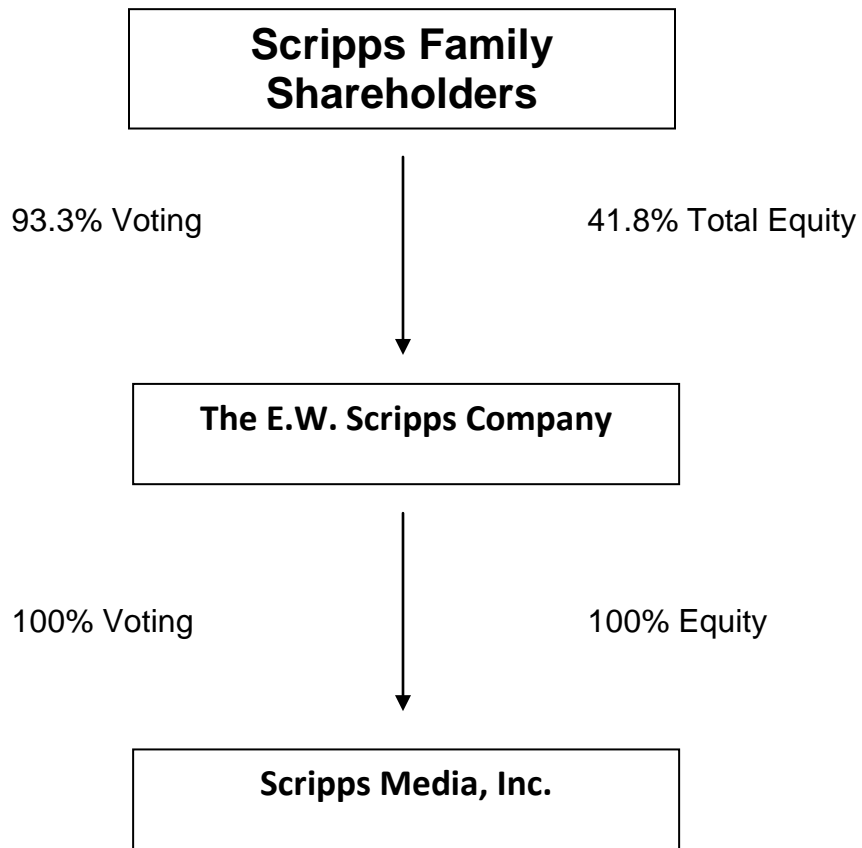 Scripps Family
Shareholders
93.3% Voting
41.8% Total Equity
The E.W. Scripps Company
100% Voting
100% Equity
Scripps Media, Inc.